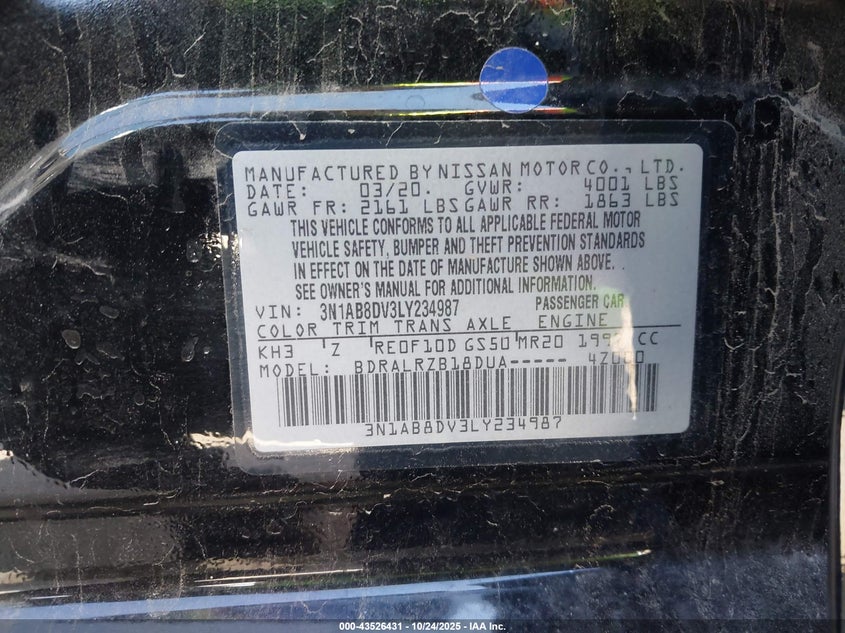 MANUFACTURED BY NISSAN MOTOR CO., LTD.
DATE: 03/20. GVWR: 4001 LBS
GAWR FR: 2161 LBS GAWR RR: 1863 LBS
THIS VEHICLE CONFORMS TO ALL APPLICABLE FEDERAL MOTOR
VEHICLE SAFETY, BUMPER AND THEFT PREVENTION STANDARDS
IN EFFECT ON THE DATE OF MANUFACTURE SHOWN ABOVE.
SEE OWNER'S MANUAL FOR ADDITIONAL INFORMATION.
VIN: 3N1AB8DV3LY234987 PASSENGER CAR
COLOR TRIM TRANS AXLE ENGINE
KH3 Z RE0F10D GS50 MR20 CC
MODEL: BDRALRZB18DUA-----
3N1AB8DV3LY234987
000-43526431 - 10/24/2025 - IAA Inc.